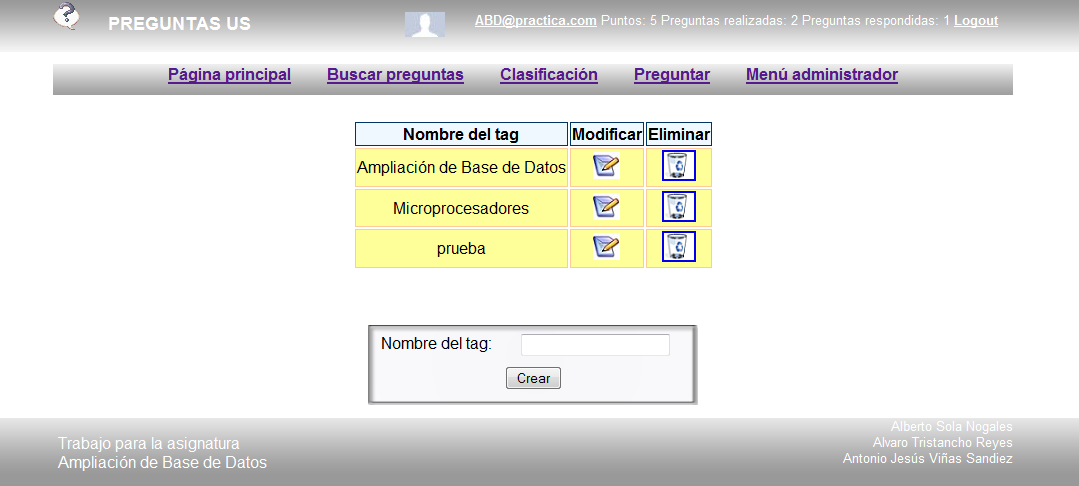 PREGUNTAS US
ABD@practica.com Puntos: 5 Preguntas realizadas: 2 Preguntas respondidas: 1 Logout
Página principal Buscar preguntas Clasificación Preguntar Menú administrador
Nombre del tag Modificar Eliminar
Ampliación de Base de Datos
Microprocesadores
prueba
Nombre del tag:
Crear
Trabajo para la asignatura
Ampliación de Base de Datos
Alberto Sola Nogales
Alvaro Tristancho Reyes
Antonio Jesús Viñas Sandiez